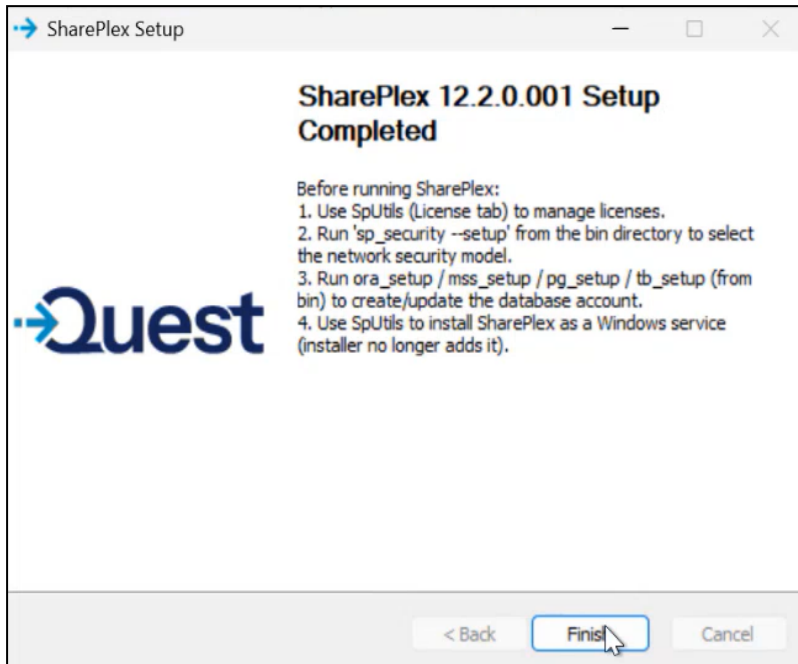 SharePlex Setup
SharePlex 12.2.0.001 Setup
Completed
Before running SharePlex:
1. Use SpUtils (License tab) to manage licenses.
2. Run 'sp_security --setup' from the bin directory to select
the network security model.
3. Run ora_setup / mss_setup / pg_setup / tb_setup (from
bin) to create/update the database account.
4. Use SpUtils to install SharePlex as a Windows service
(installer no longer adds it).
Quest
< Back
Finish
Cancel